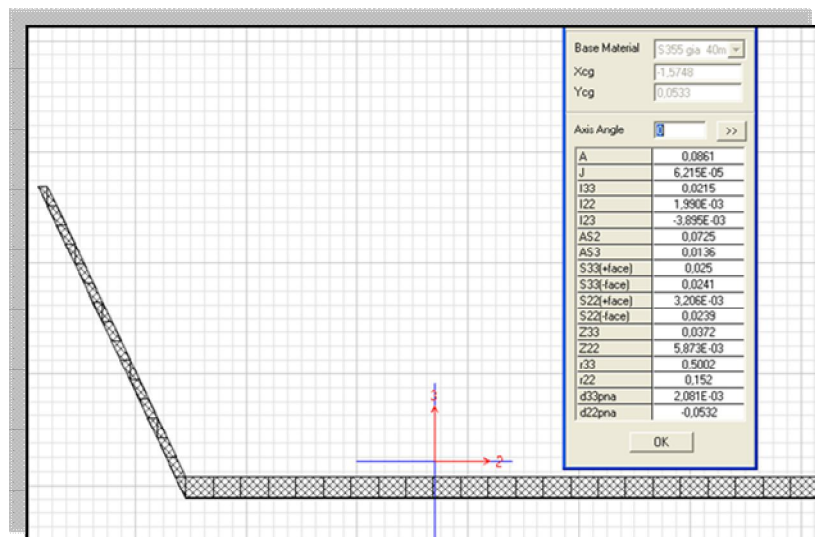 Base Material S355 gia 40m
Xcg -1,5748
Ycg 0,0533
Axis Angle 0 >>
A 0,0861
J 6,215E-05
I33 0,0215
I22 1,990E-03
I23 -3,895E-03
AS2 0,0725
AS3 0,0136
S33(+face) 0,025
S33(-face) 0,0241
S22(+face) 3,206E-03
S22(-face) 0,0239
Z33 0,0372
Z22 5,873E-03
r33 0.5002
r22 0,152
d33pna 2,081E-03
d22pna -0,0532
OK
3
2